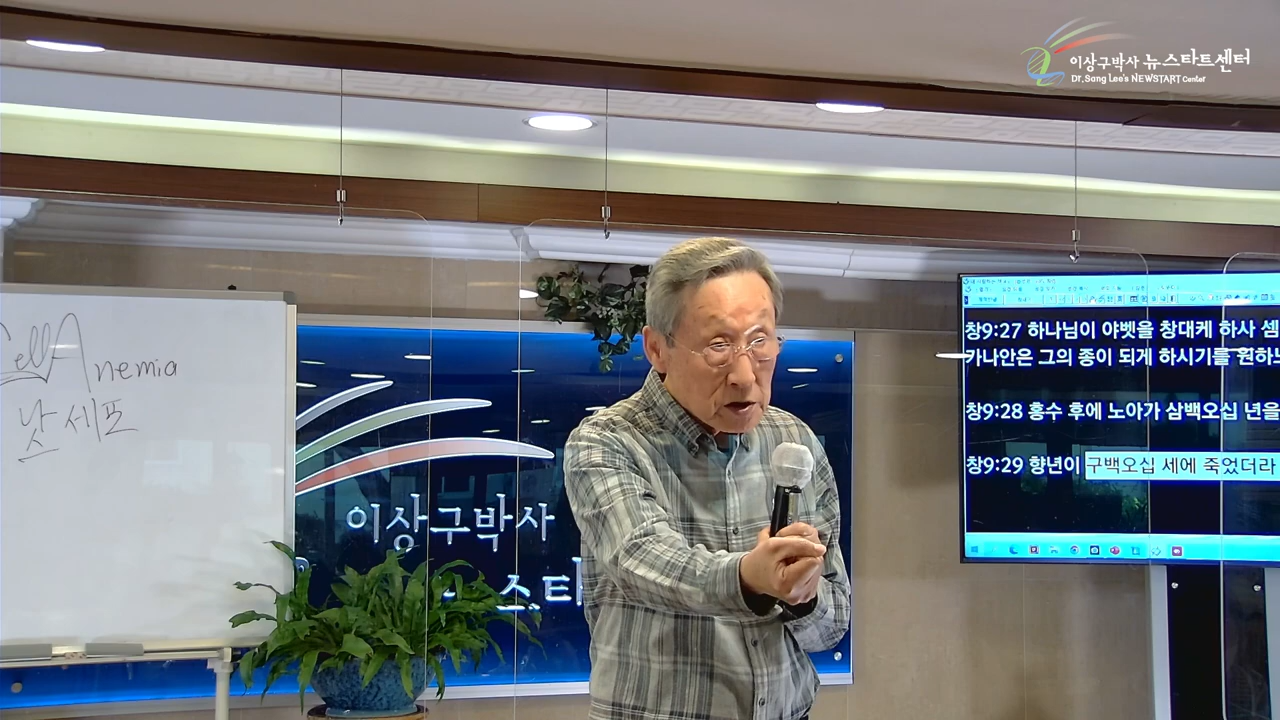 이상구박사 뉴스타트센터
Dr. Sang Lee's NEWSTART Center
Cell Anemia
낫 세포
이상구박사
스타
창9:27 하나님이 야벳을 창대케 하사 셈
카나안은 그의 종이 되게 하시기를 원하노
창9:28 홍수 후에 노아가 삼백오십 년을
창9:29 향년이 구백오십 세에 죽었더라